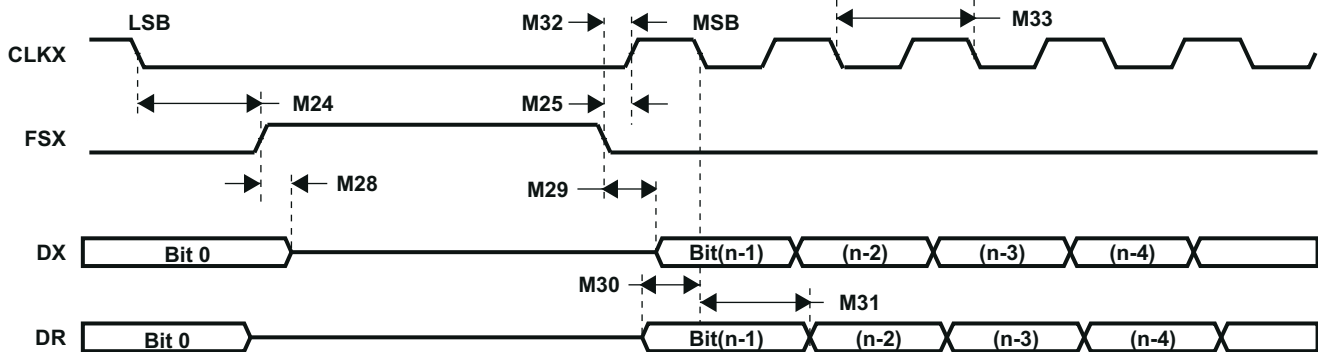 LSB M32 MSB M33
CLKX
M24 M25
FSX
M28 M29
DX Bit 0 Bit(n-1) (n-2) (n-3) (n-4)
M30 M31
DR Bit 0 Bit(n-1) (n-2) (n-3) (n-4)